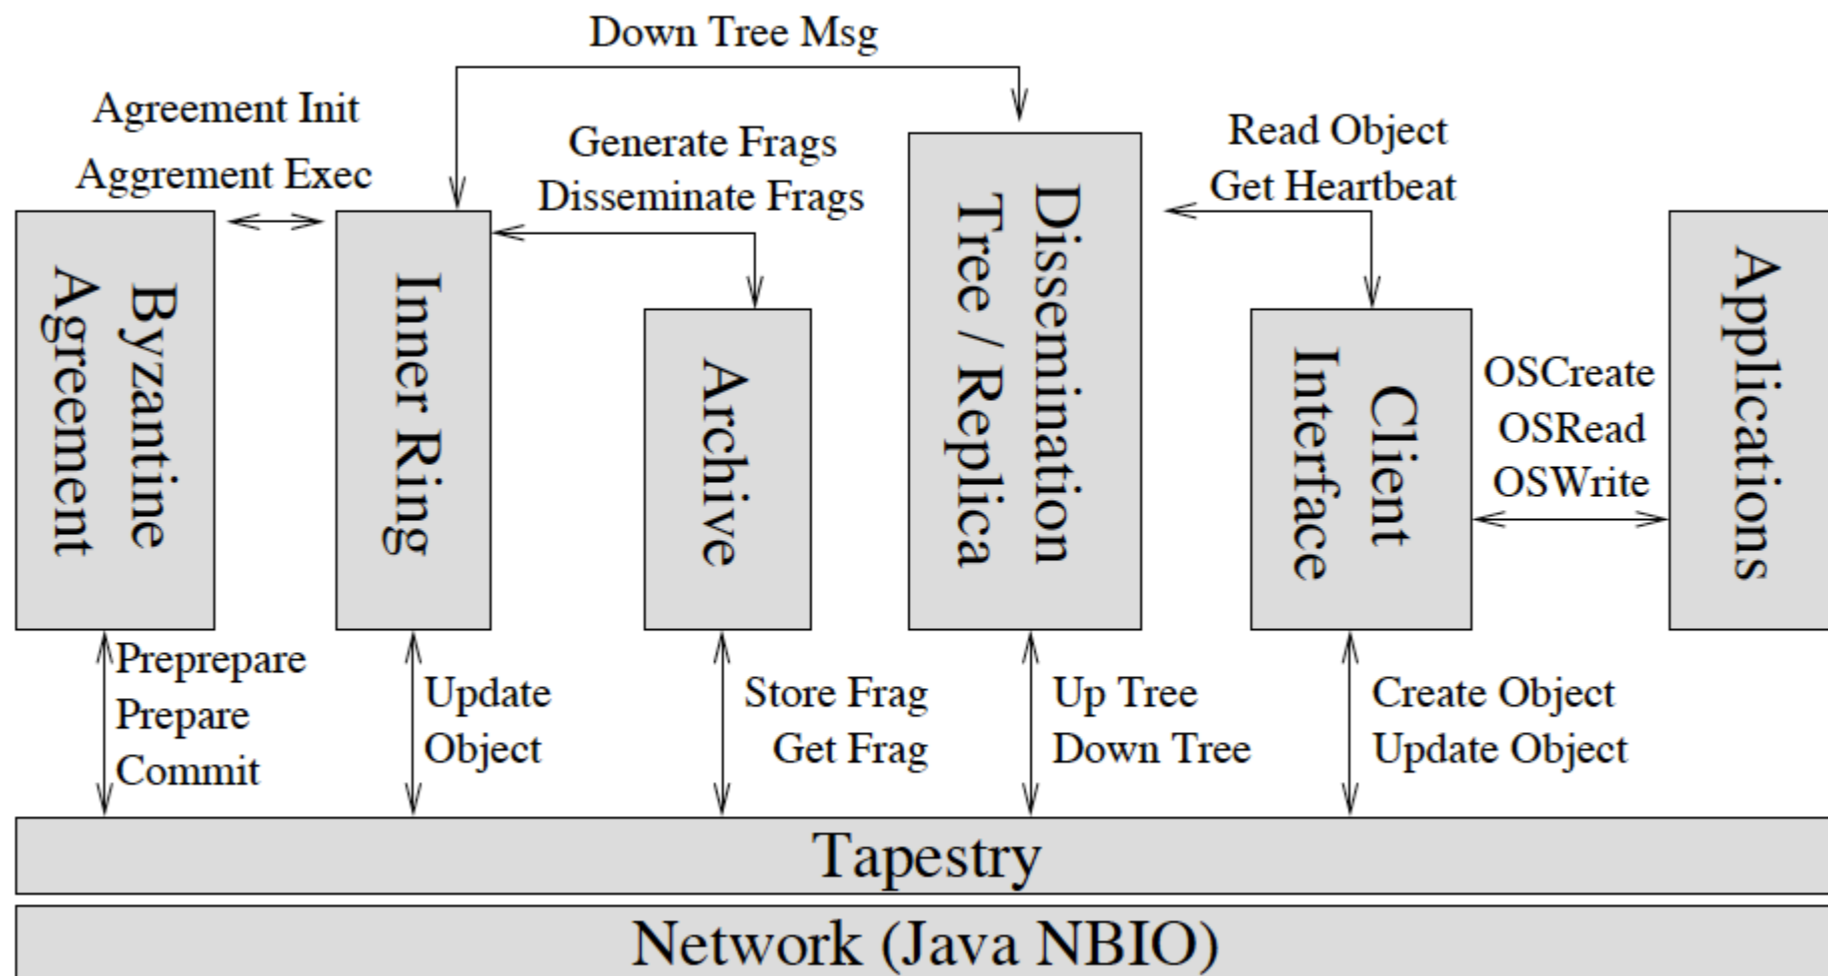 Down Tree Msg
Agreement Init
Aggrement Exec
Generate Frags
Disseminate Frags
Read Object
Get Heartbeat
Byzantine
Agreement
Inner Ring
Archive
Dissemination
Tree / Replica
Client
Interface
OSCreate
OSRead
OSWrite
Applications
Preprepare
Prepare
Commit
Update
Object
Store Frag
Get Frag
Up Tree
Down Tree
Create Object
Update Object
Tapestry
Network (Java NBIO)